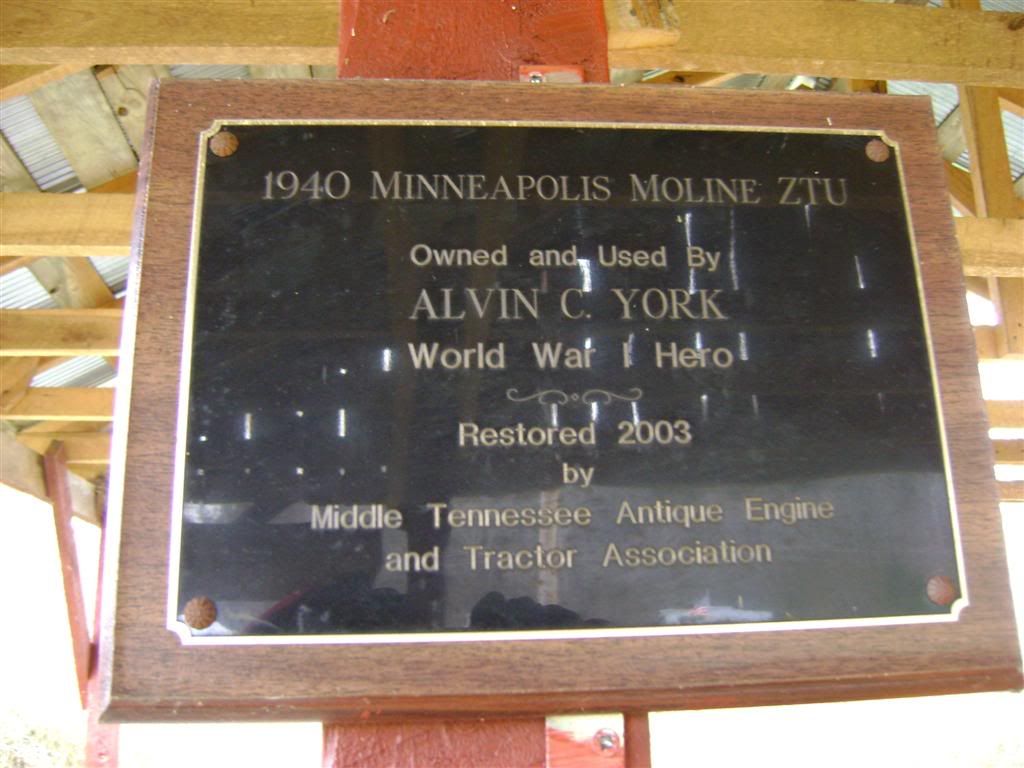 1940 MINNEAPOLIS MOLINE ZTU
Owned and Used By
ALVIN C. YORK
World War I Hero
Restored 2003
by
Middle Tennessee Antique Engine
and Tractor Association